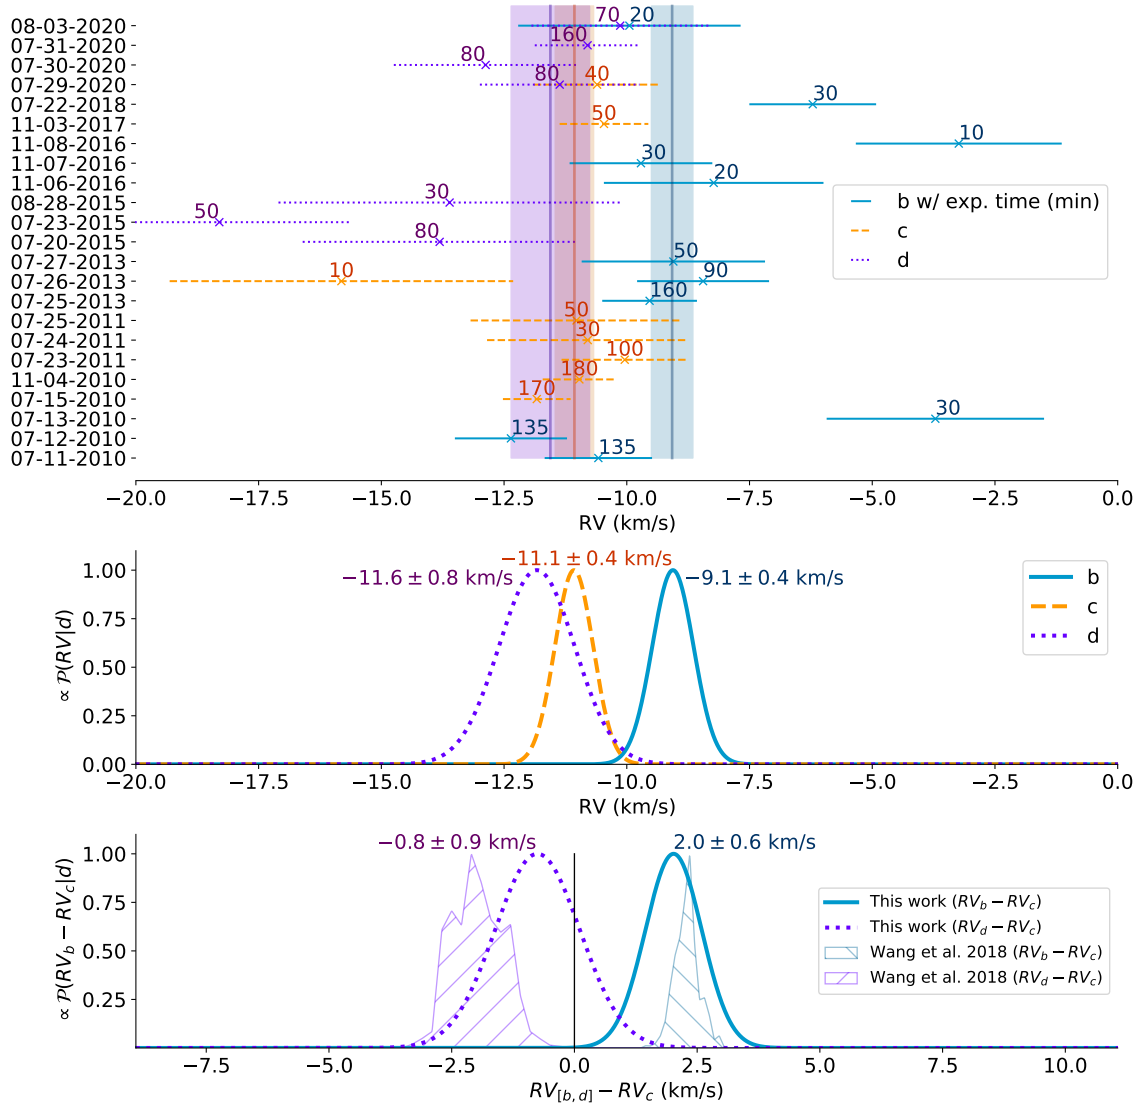 08-03-2020
70
20
07-31-2020
160
07-30-2020
80
07-29-2020
80
40
07-22-2018
30
11-03-2017
50
11-08-2016
10
11-07-2016
30
11-06-2016
20
08-28-2015
30
07-23-2015
50
07-20-2015
80
07-27-2013
50
07-26-2013
10
90
07-25-2013
160
07-25-2011
50
07-24-2011
30
07-23-2011
100
11-04-2010
180
07-15-2010
170
07-13-2010
30
07-12-2010
135
07-11-2010
135
b w/ exp. time (min)
c
d
−20.0 −17.5 −15.0 −12.5 −10.0 −7.5 −5.0 −2.5 0.0
RV (km/s)
−11.1 ± 0.4 km/s
−11.6 ± 0.8 km/s
−9.1 ± 0.4 km/s
b
c
d
1.00
0.75
0.50
0.25
0.00
∝ 𝒫(RV|d)
−20.0 −17.5 −15.0 −12.5 −10.0 −7.5 −5.0 −2.5 0.0
RV (km/s)
−0.8 ± 0.9 km/s
2.0 ± 0.6 km/s
This work (RV_b − RV_c)
This work (RV_d − RV_c)
Wang et al. 2018 (RV_b − RV_c)
Wang et al. 2018 (RV_d − RV_c)
1.00
0.75
0.50
0.25
∝ 𝒫(RV_b − RV_c|d)
−7.5 −5.0 −2.5 0.0 2.5 5.0 7.5 10.0
RV_[b, d] − RV_c (km/s)